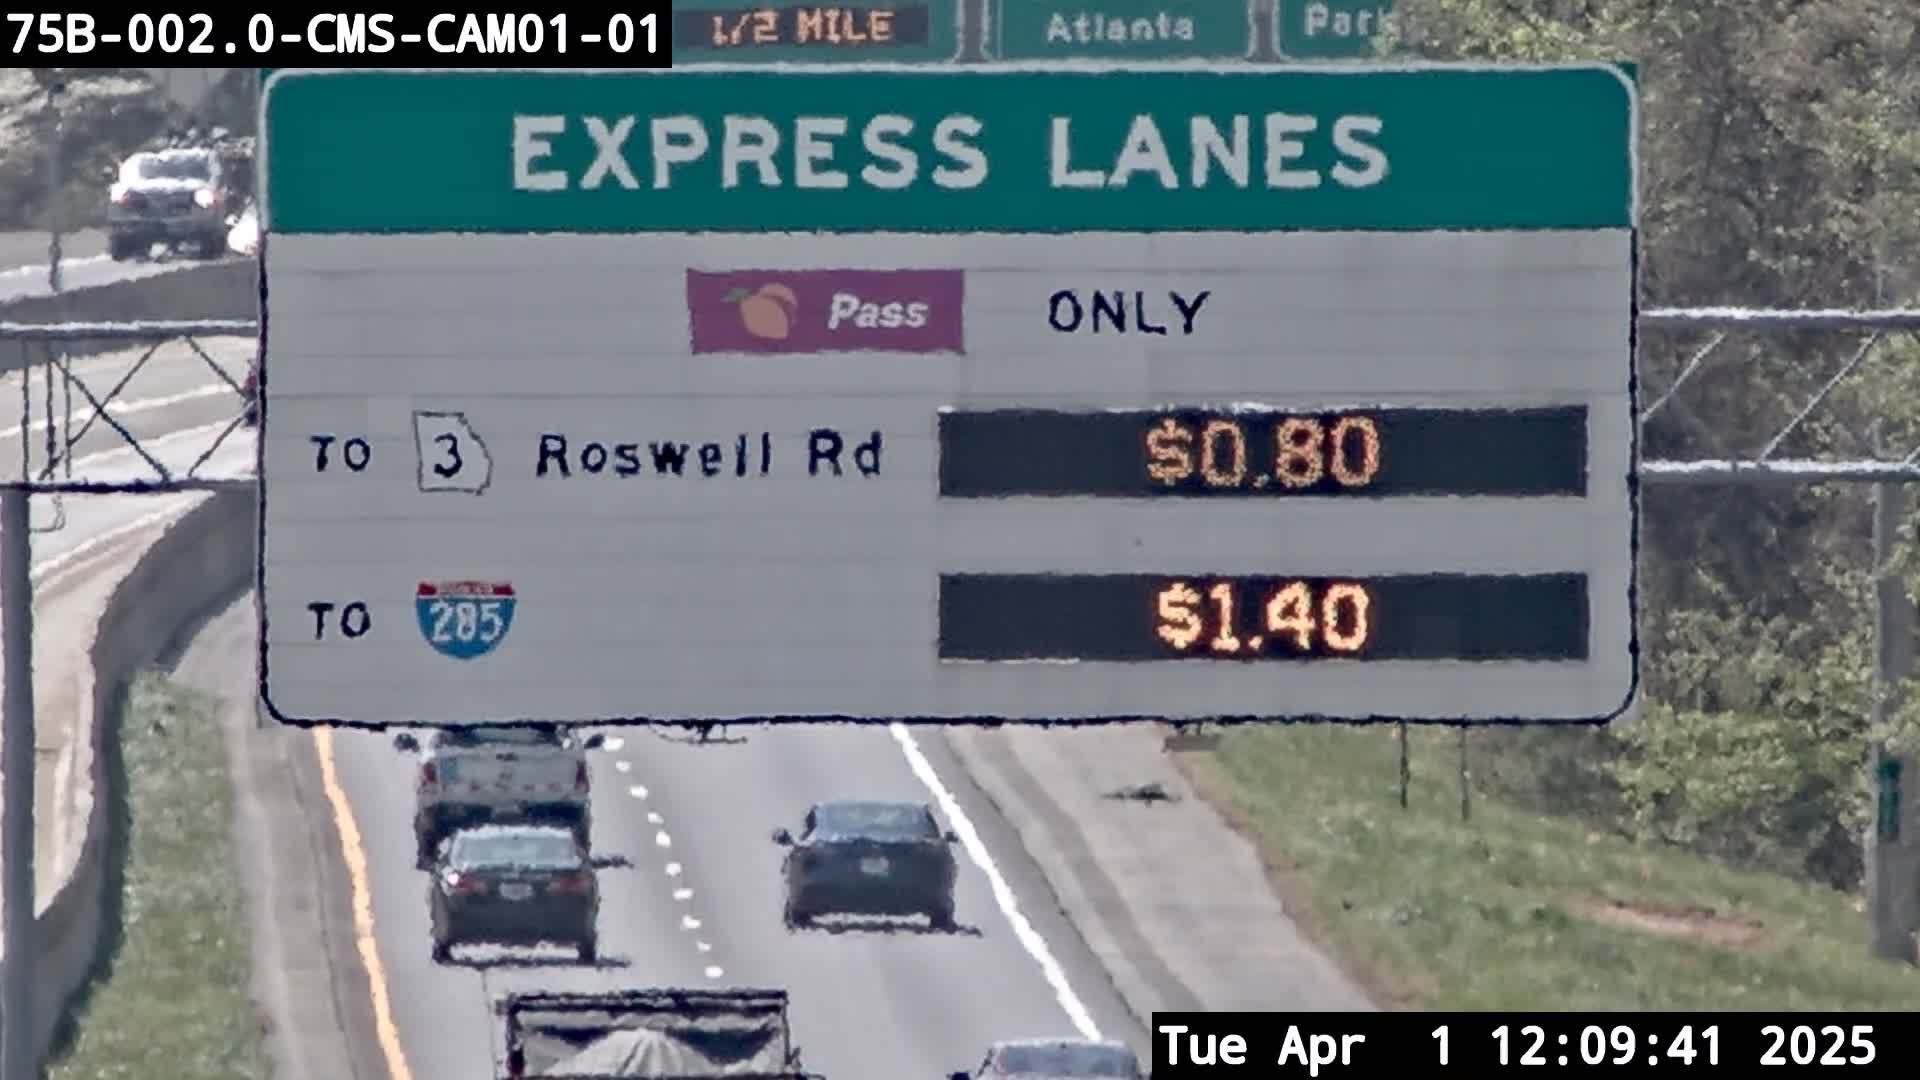 75B-002.0-CMS-CAM01-01
1/2 MILE
Atlanta
Park
EXPRESS LANES
Pass ONLY
TO 3 Roswell Rd $0.80
TO 285 $1.40
Tue Apr 1 12:09:41 2025